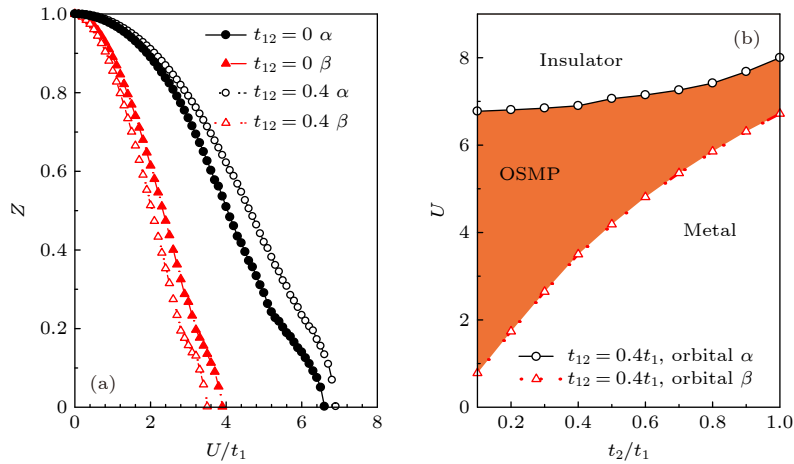 1.0
0.8
0.6
0.4
0.2
0
Z
t₁₂ = 0 α
t₁₂ = 0 β
t₁₂ = 0.4 α
t₁₂ = 0.4 β
(a)
0 2 4 6 8
U/t₁
8
6
4
2
0
U
(b)
Insulator
OSMP
Metal
t₁₂ = 0.4t₁, orbital α
t₁₂ = 0.4t₁, orbital β
0.2 0.4 0.6 0.8 1.0
t₂/t₁